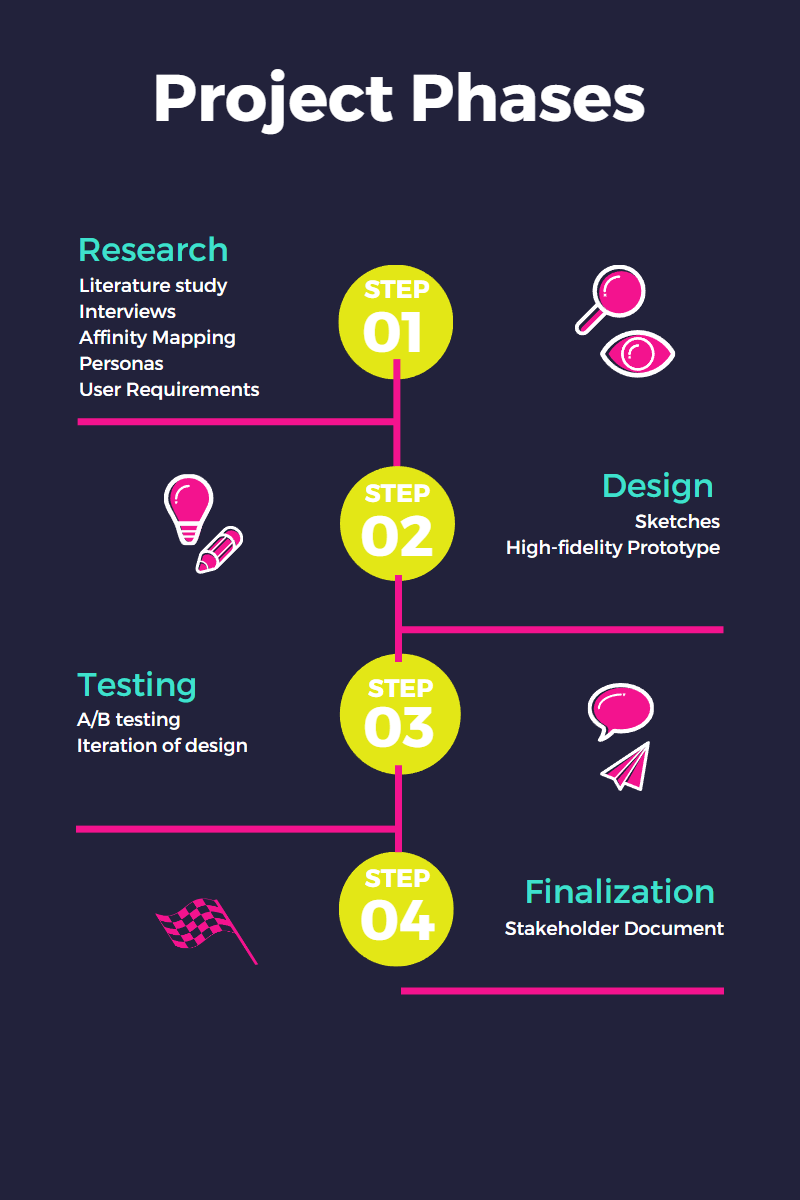 Project Phases
Research
Literature study
Interviews
Affinity Mapping
Personas
User Requirements
STEP
01
STEP
02
Design
Sketches
High-fidelity Prototype
Testing
A/B testing
Iteration of design
STEP
03
STEP
04
Finalization
Stakeholder Document